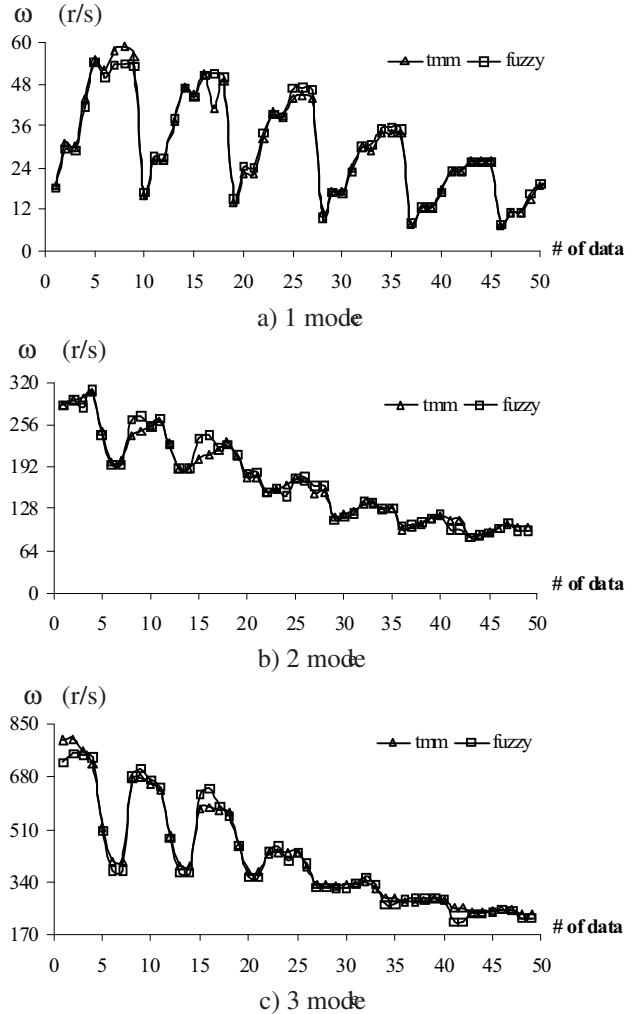 ω (r/s)
60
48
36
24
12
0
tmm fuzzy
0 5 10 15 20 25 30 35 40 45 50
# of data
a) 1 mode
ω (r/s)
320
256
192
128
64
0
tmm fuzzy
0 5 10 15 20 25 30 35 40 45 50
# of data
b) 2 mode
ω (r/s)
850
680
510
340
170
tmm fuzzy
0 5 10 15 20 25 30 35 40 45 50
# of data
c) 3 mode